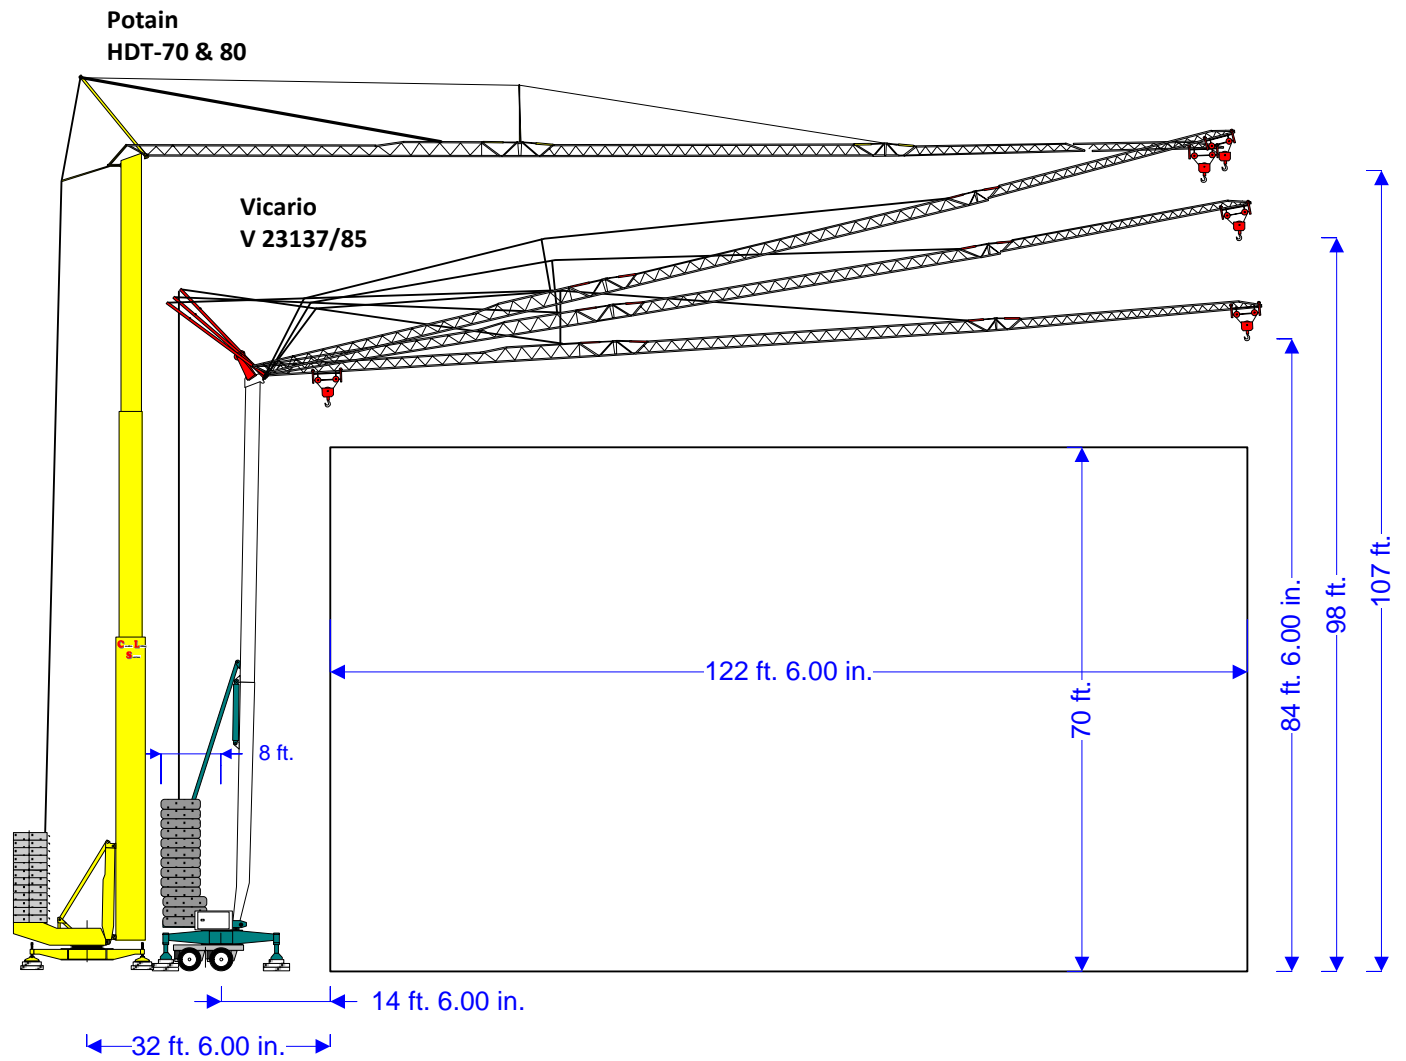 Potain
HDT-70 & 80
Vicario
V 23137/85
C L
S
8 ft.
122 ft. 6.00 in.
70 ft.
84 ft. 6.00 in.
98 ft.
107 ft.
14 ft. 6.00 in.
32 ft. 6.00 in.